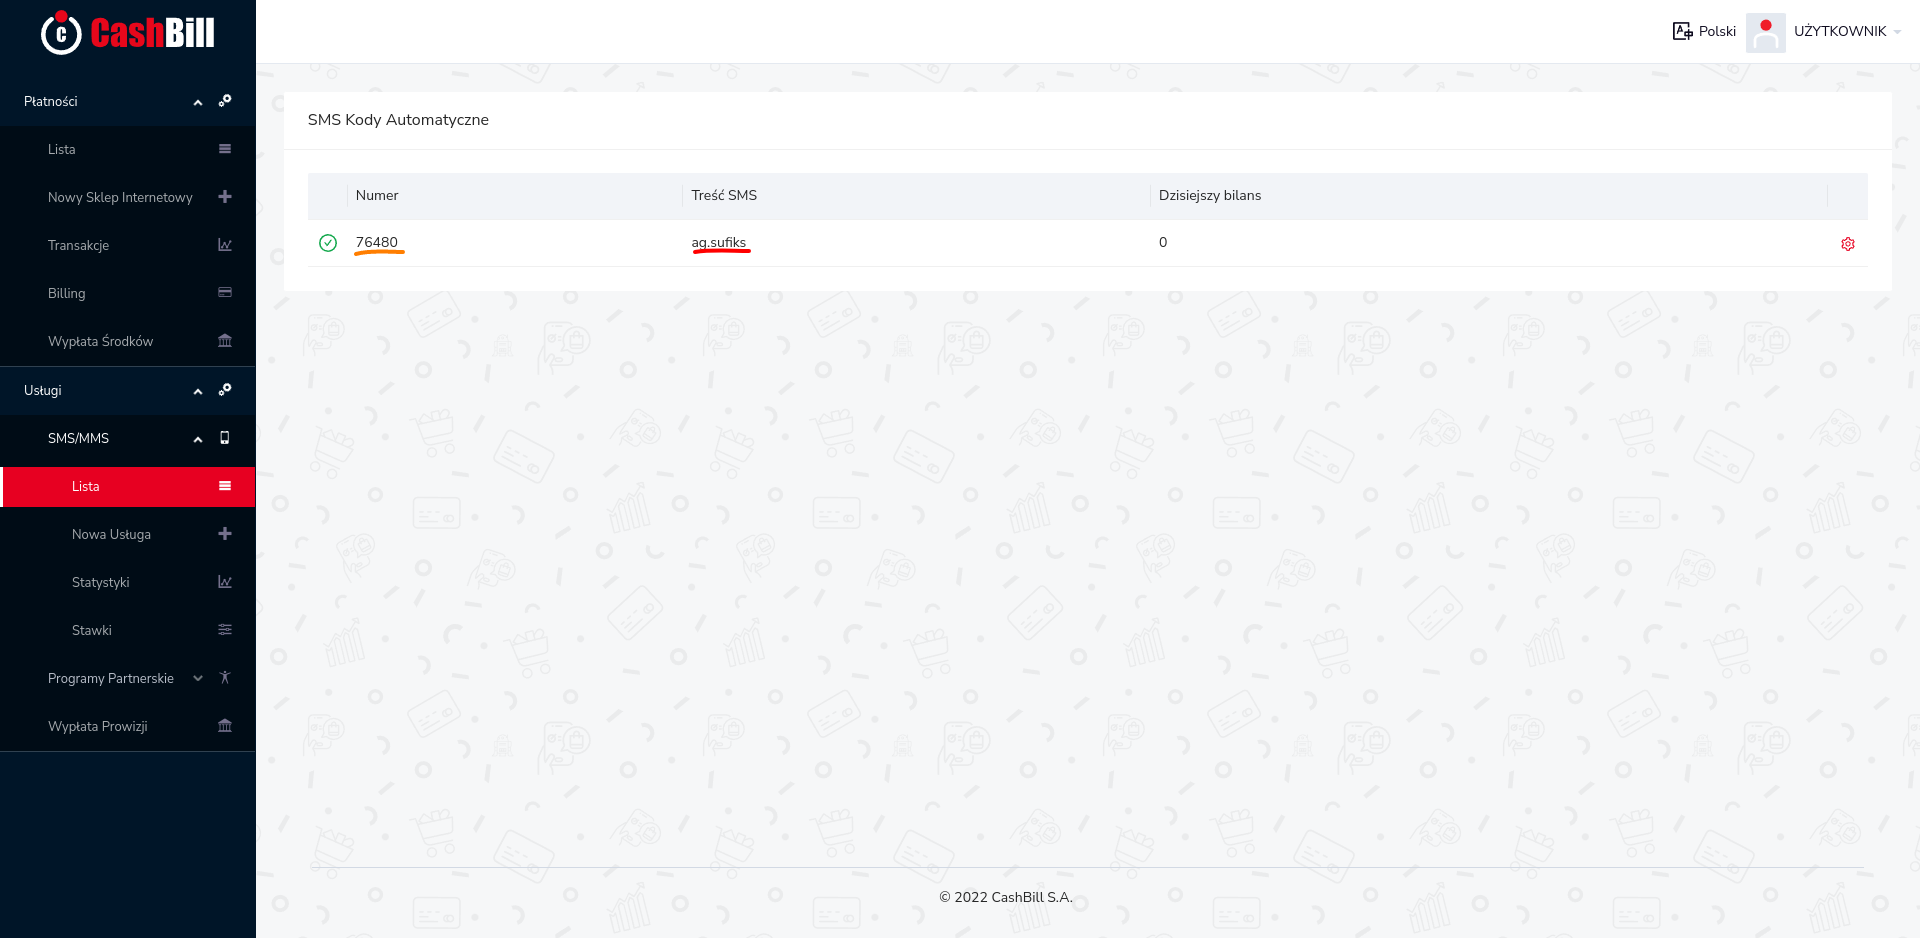 CashBill
Polski
UŻYTKOWNIK
Płatności
Lista
Nowy Sklep Internetowy
Transakcje
Billing
Wypłata Środków
Usługi
SMS/MMS
Lista
Nowa Usługa
Statystyki
Stawki
Programy Partnerskie
Wypłata Prowizji
SMS Kody Automatyczne
Numer Treść SMS Dzisiejszy bilans
76480 ag.sufiks 0
© 2022 CashBill S.A.